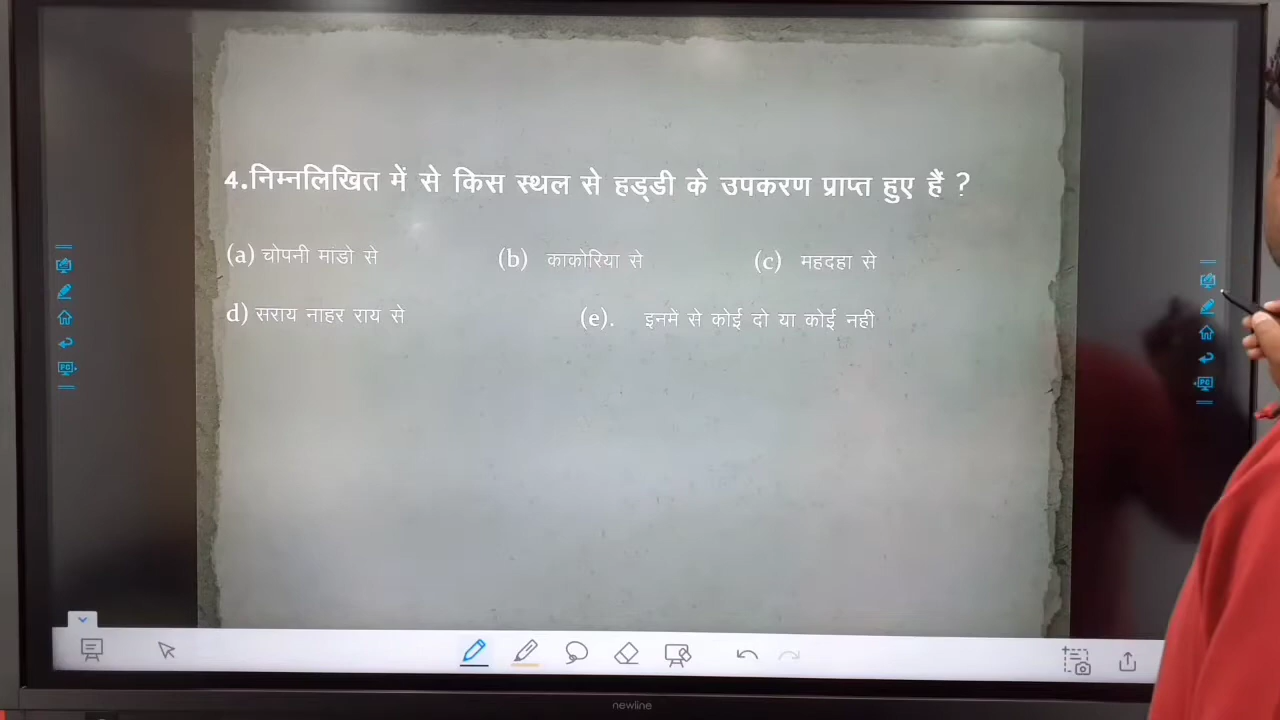 4.निम्नलिखित में से किस स्थल से हड्डी के उपकरण प्राप्त हुए हैं ?
(a) चोपनी मांडो से (b) काकोरिया से (c) महदहा से
d) सराय नाहर राय से (e). इनमे से कोई दो या कोई नही
newline